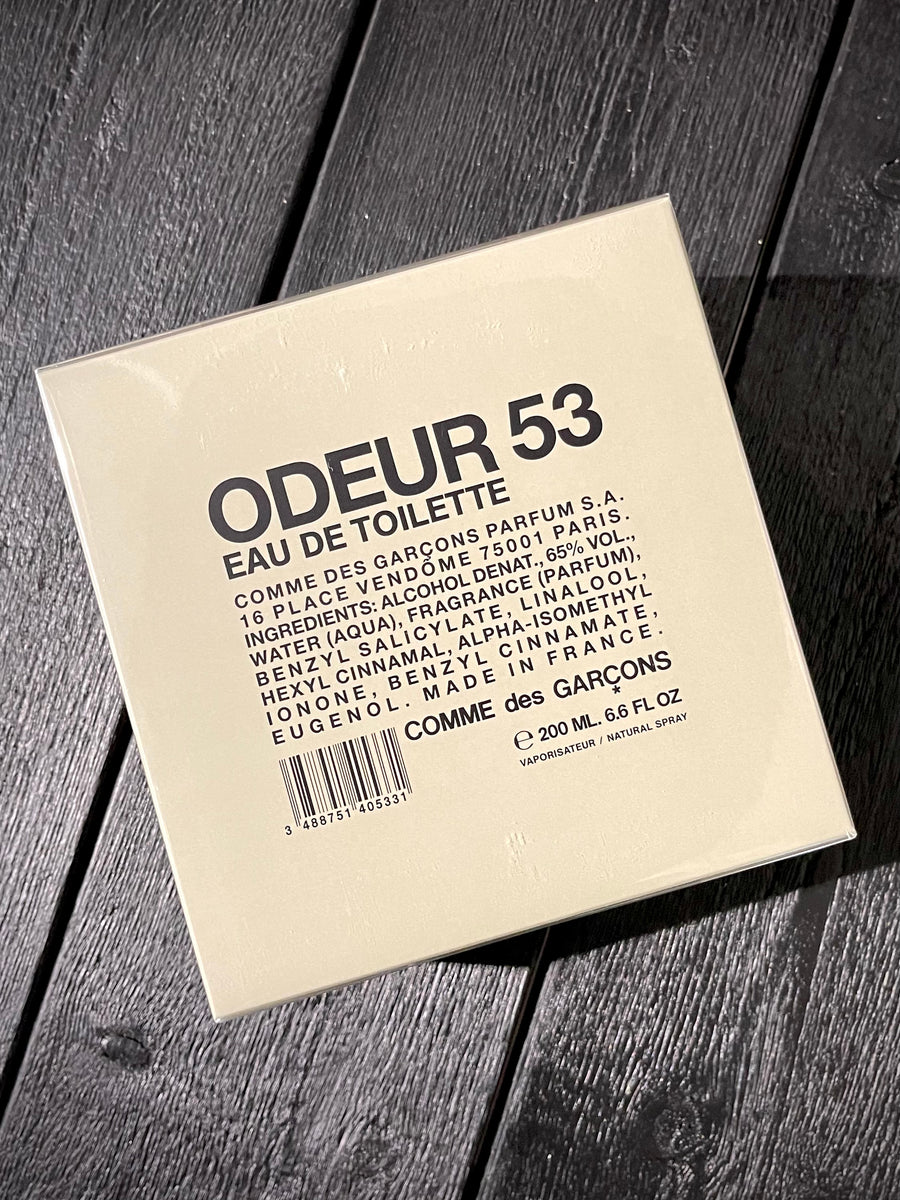 ODEUR 53
EAU DE TOILETTE
COMME DES GARÇONS PARFUM S.A.
16 PLACE VENDÔME 75001 PARIS.
INGREDIENTS: ALCOHOL DENAT., 65% VOL.,
WATER (AQUA), FRAGRANCE (PARFUM),
BENZYL SALICYLATE, LINALOOL,
HEXYL CINNAMAL, ALPHA-ISOMETHYL
IONONE, BENZYL CINNAMATE,
EUGENOL. MADE IN FRANCE.
COMME des GARÇONS
*
℮ 200 ML. 6.6 FL OZ
VAPORISATEUR / NATURAL SPRAY
3 488751 405331